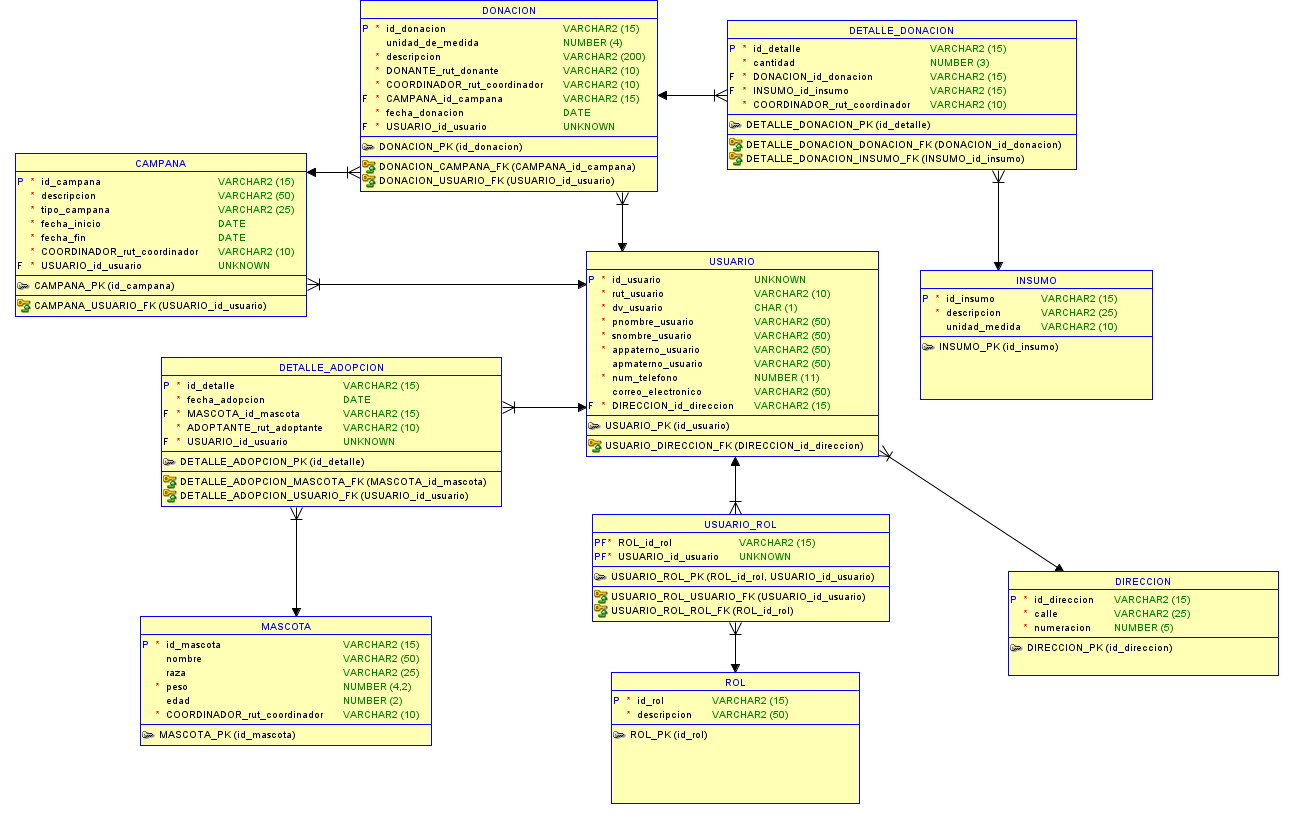 DONACION
P * id_donacion VARCHAR2 (15)
unidad_de_medida NUMBER (4)
* descripcion VARCHAR2 (200)
* DONANTE_rut_donante VARCHAR2 (10)
* COORDINADOR_rut_coordinador VARCHAR2 (10)
F * CAMPANA_id_campana VARCHAR2 (15)
* fecha_donacion DATE
F * USUARIO_id_usuario UNKNOWN
DONACION_PK (id_donacion)
DONACION_CAMPANA_FK (CAMPANA_id_campana)
DONACION_USUARIO_FK (USUARIO_id_usuario)
DETALLE_DONACION
P * id_detalle VARCHAR2 (15)
* cantidad NUMBER (3)
F * DONACION_id_donacion VARCHAR2 (15)
F * INSUMO_id_insumo VARCHAR2 (15)
* COORDINADOR_rut_coordinador VARCHAR2 (10)
DETALLE_DONACION_PK (id_detalle)
DETALLE_DONACION_DONACION_FK (DONACION_id_donacion)
DETALLE_DONACION_INSUMO_FK (INSUMO_id_insumo)
CAMPANA
P * id_campana VARCHAR2 (15)
* descripcion VARCHAR2 (50)
* tipo_campana VARCHAR2 (25)
* fecha_inicio DATE
* fecha_fin DATE
* COORDINADOR_rut_coordinador VARCHAR2 (10)
F * USUARIO_id_usuario UNKNOWN
CAMPANA_PK (id_campana)
CAMPANA_USUARIO_FK (USUARIO_id_usuario)
USUARIO
P * id_usuario UNKNOWN
* rut_usuario VARCHAR2 (10)
* dv_usuario CHAR (1)
* pnombre_usuario VARCHAR2 (50)
* snombre_usuario VARCHAR2 (50)
* appaterno_usuario VARCHAR2 (50)
apmaterno_usuario VARCHAR2 (50)
* num_telefono NUMBER (11)
correo_electronico VARCHAR2 (50)
F * DIRECCION_id_direccion VARCHAR2 (15)
USUARIO_PK (id_usuario)
USUARIO_DIRECCION_FK (DIRECCION_id_direccion)
INSUMO
P * id_insumo VARCHAR2 (15)
* descripcion VARCHAR2 (25)
unidad_medida VARCHAR2 (10)
INSUMO_PK (id_insumo)
DETALLE_ADOPCION
P * id_detalle VARCHAR2 (15)
* fecha_adopcion DATE
F * MASCOTA_id_mascota VARCHAR2 (15)
* ADOPTANTE_rut_adoptante VARCHAR2 (10)
F * USUARIO_id_usuario UNKNOWN
DETALLE_ADOPCION_PK (id_detalle)
DETALLE_ADOPCION_MASCOTA_FK (MASCOTA_id_mascota)
DETALLE_ADOPCION_USUARIO_FK (USUARIO_id_usuario)
USUARIO_ROL
PF* ROL_id_rol VARCHAR2 (15)
PF* USUARIO_id_usuario UNKNOWN
USUARIO_ROL_PK (ROL_id_rol, USUARIO_id_usuario)
USUARIO_ROL_USUARIO_FK (USUARIO_id_usuario)
USUARIO_ROL_ROL_FK (ROL_id_rol)
DIRECCION
P * id_direccion VARCHAR2 (15)
* calle VARCHAR2 (25)
* numeracion NUMBER (5)
DIRECCION_PK (id_direccion)
MASCOTA
P * id_mascota VARCHAR2 (15)
nombre VARCHAR2 (50)
raza VARCHAR2 (25)
* peso NUMBER (4,2)
edad NUMBER (2)
* COORDINADOR_rut_coordinador VARCHAR2 (10)
MASCOTA_PK (id_mascota)
ROL
P * id_rol VARCHAR2 (15)
* descripcion VARCHAR2 (50)
ROL_PK (id_rol)